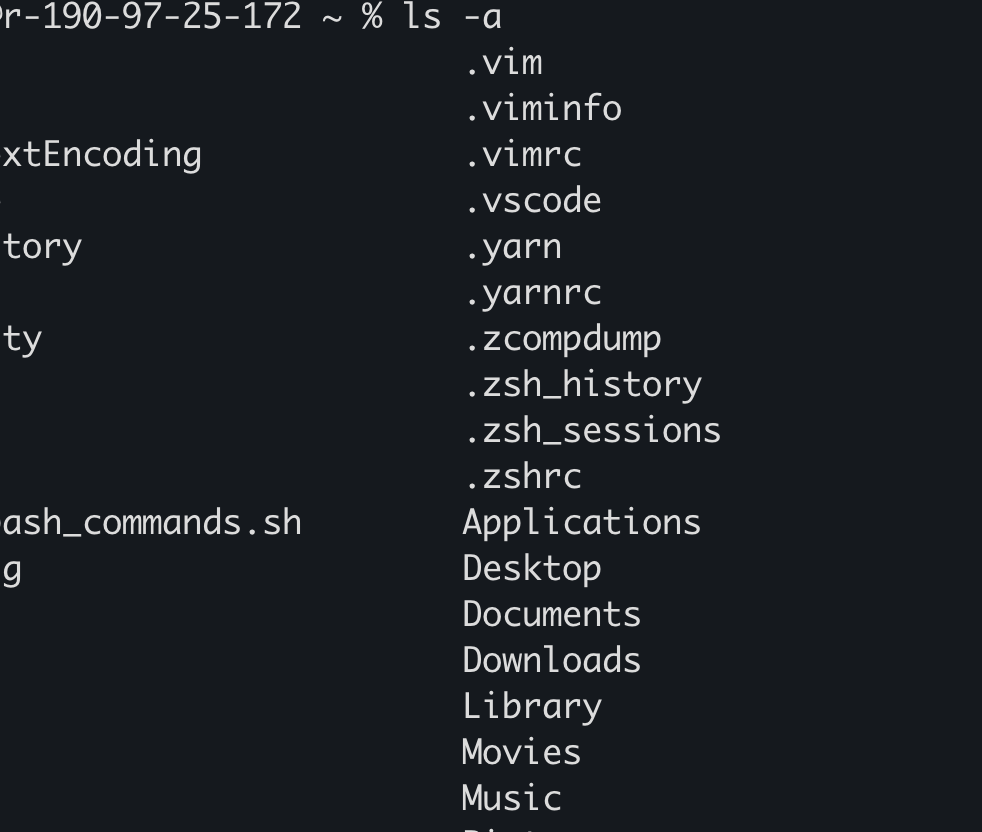 r-190-97-25-172 ~ % ls -a
.vim
.viminfo
xtEncoding .vimrc
.vscode
tory .yarn
.yarnrc
ty .zcompdump
.zsh_history
.zsh_sessions
.zshrc
ash_commands.sh Applications
g Desktop
Documents
Downloads
Library
Movies
Music